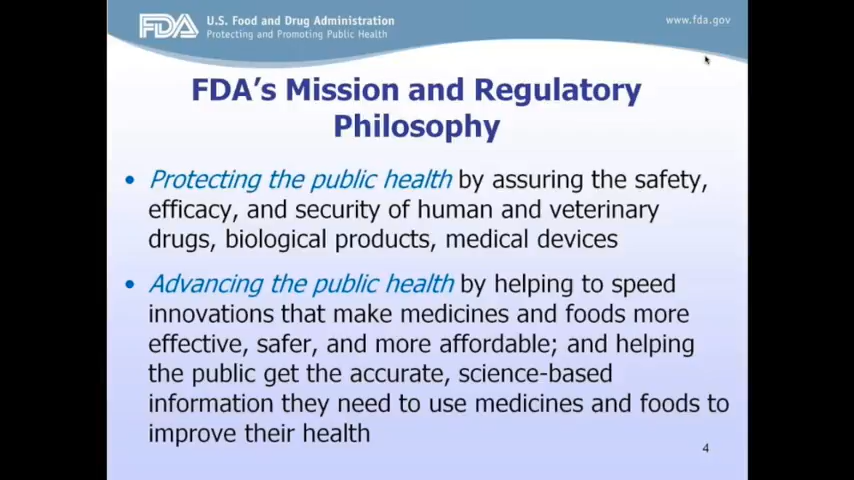 FDA U.S. Food and Drug Administration
Protecting and Promoting Public Health
www.fda.gov
FDA's Mission and Regulatory
Philosophy
• Protecting the public health by assuring the safety,
efficacy, and security of human and veterinary
drugs, biological products, medical devices
• Advancing the public health by helping to speed
innovations that make medicines and foods more
effective, safer, and more affordable; and helping
the public get the accurate, science-based
information they need to use medicines and foods to
improve their health
4